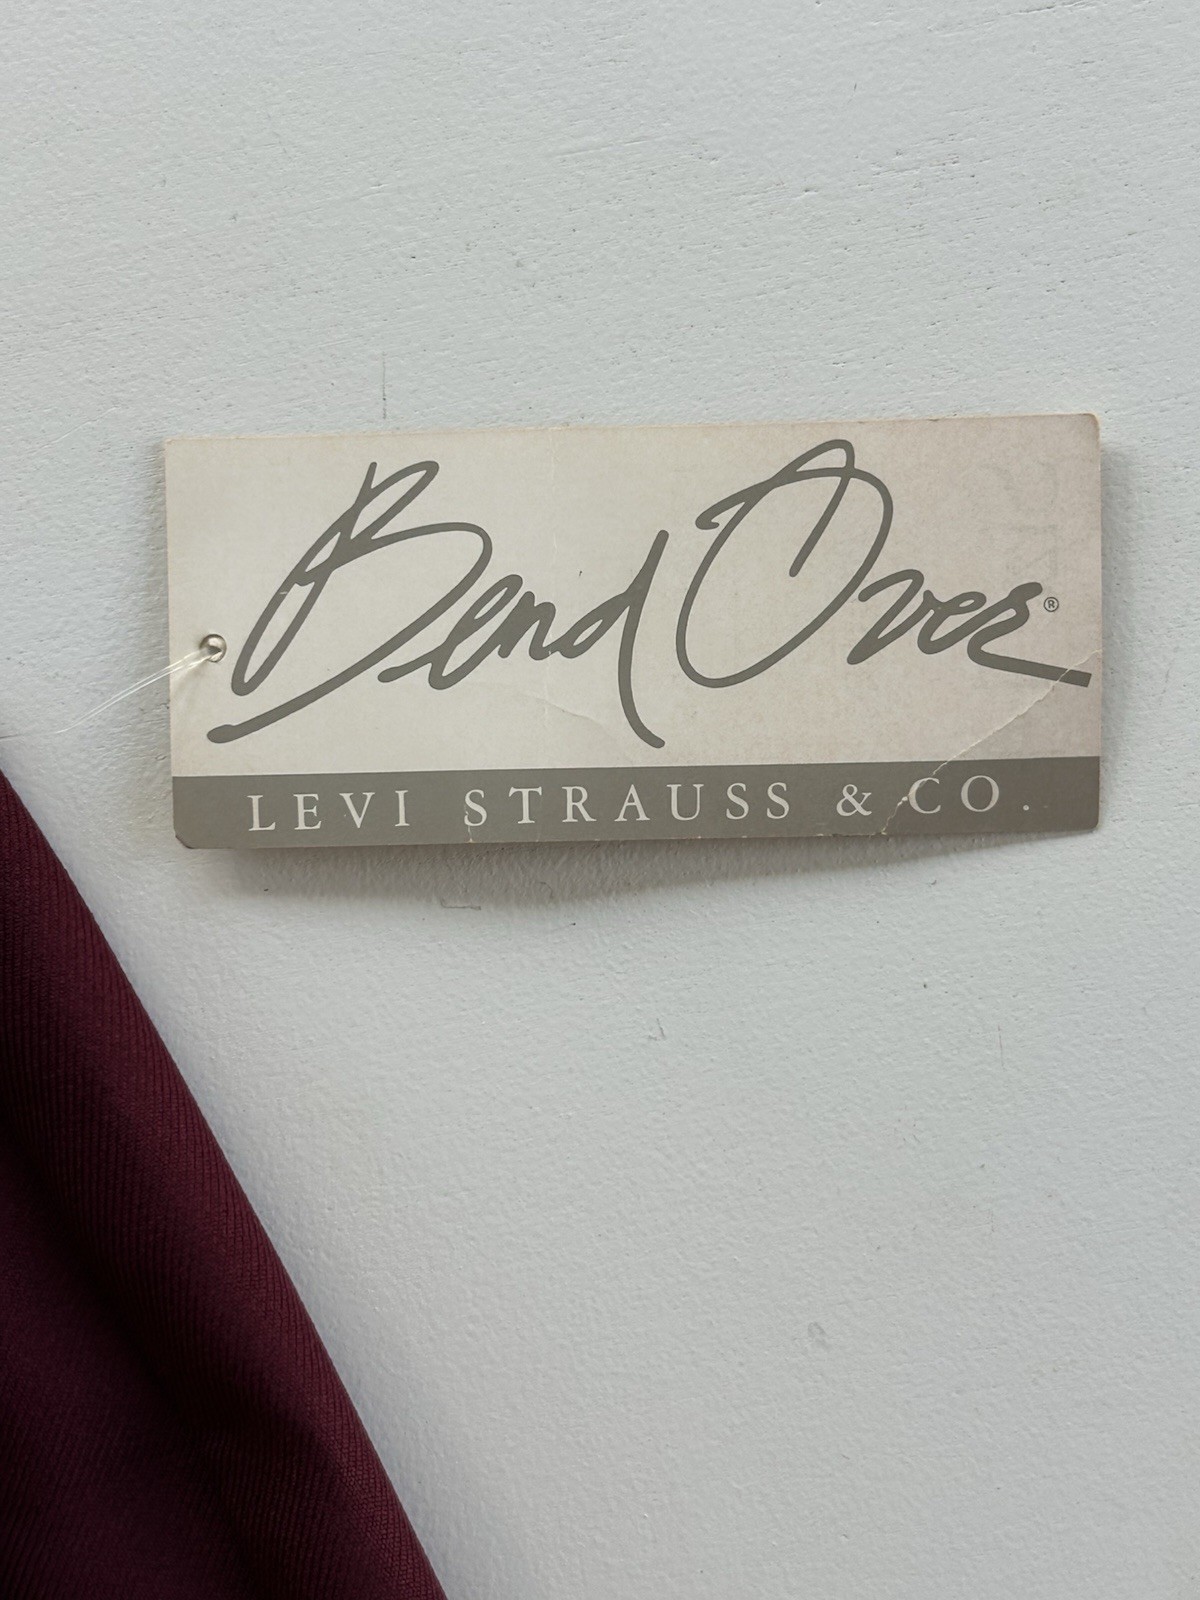 Bend Over®
LEVI STRAUSS & CO.